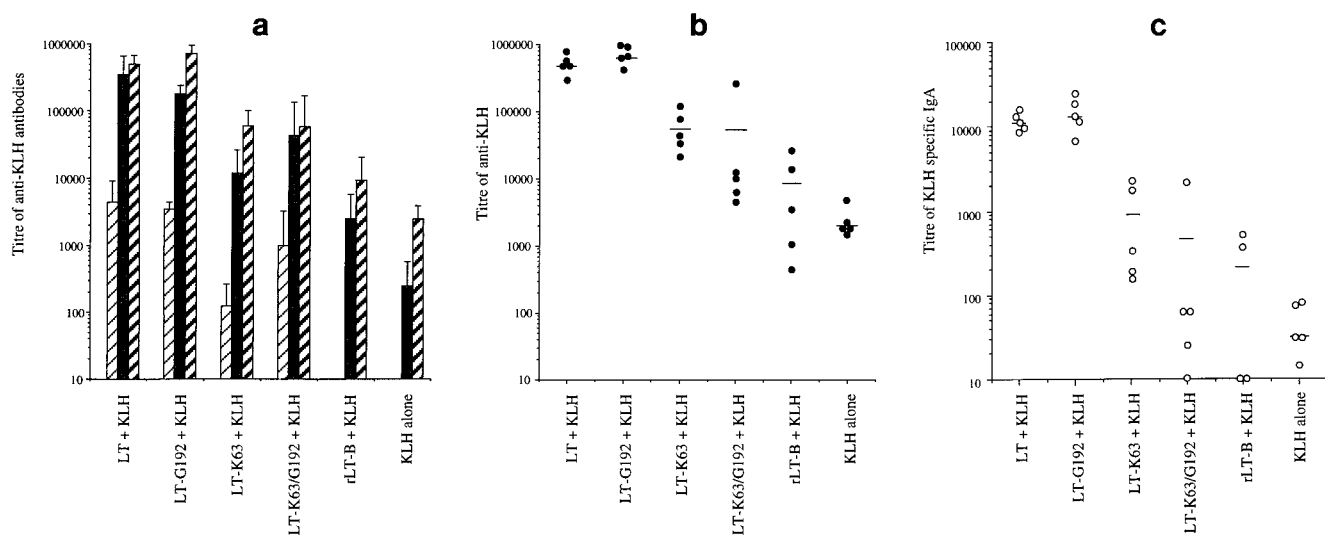 a
b
c
Titre of anti-KLH antibodies
1000000
100000
10000
1000
100
10
LT + KLH
LT-G192 + KLH
LT-K63 + KLH
LT-K63/G192 + KLH
rLT-B + KLH
KLH alone
Titre of anti-KLH
1000000
100000
10000
1000
100
10
LT + KLH
LT-G192 + KLH
LT-K63 + KLH
LT-K63/G192 + KLH
rLT-B + KLH
KLH alone
Titre of KLH specific IgA
100000
10000
1000
100
10
LT + KLH
LT-G192 + KLH
LT-K63 + KLH
LT-K63/G192 + KLH
rLT-B + KLH
KLH alone